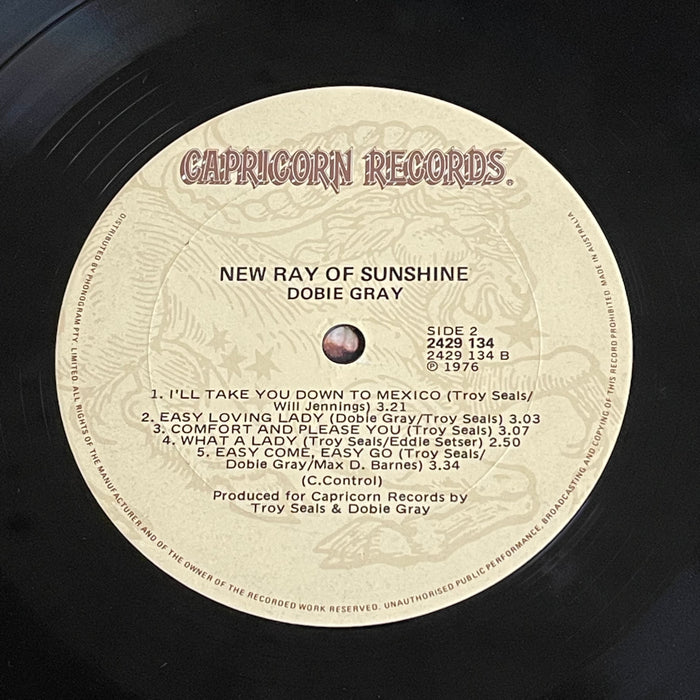 CAPRICORN RECORDS®
NEW RAY OF SUNSHINE
DOBIE GRAY
SIDE 2
2429 134
2429 134 B
℗ 1976
1. I'LL TAKE YOU DOWN TO MEXICO (Troy Seals/
Will Jennings) 3.21
2. EASY LOVING LADY (Dobie Gray/Troy Seals) 3.03
3. COMFORT AND PLEASE YOU (Troy Seals) 3.07
4. WHAT A LADY (Troy Seals/Eddie Setser) 2.50
5. EASY COME, EASY GO (Troy Seals/
Dobie Gray/Max D. Barnes) 3.34
(C.Control)
Produced for Capricorn Records by
Troy Seals & Dobie Gray
DISTRIBUTED BY PHONOGRAM PTY. LIMITED. ALL RIGHTS OF THE MANUFACTURER AND OF THE OWNER OF THE RECORDED WORK RESERVED. UNAUTHORISED PUBLIC PERFORMANCE, BROADCASTING AND COPYING OF THIS RECORD PROHIBITED MADE IN AUSTRALIA